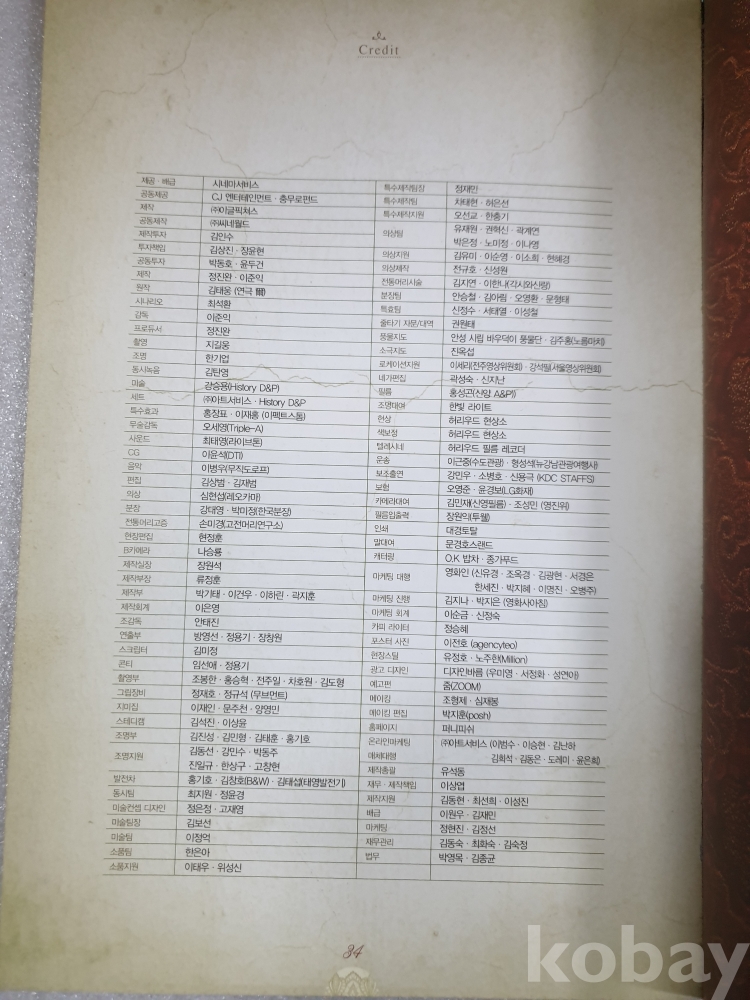 Credit
제공 · 배급 시네마서비스
공동제공 CJ 엔터테인먼트 · 충무로펀드
제작 ㈜이글픽쳐스
공동제작 ㈜씨네월드
제작투자 김인수
투자책임 김상진 · 장윤현
공동투자 박동호 · 윤두건
제작 정진완 · 이준익
원작 김태웅 (연극 爾)
시나리오 최석환
감독 이준익
프로듀서 정진완
촬영 지길웅
조명 한기업
동시녹음 김탄영
미술 강승용(History D&P)
세트 ㈜아트서비스 · History D&P
특수효과 홍장표 · 이재홍 (이펙트스톰)
무술감독 오세영(Triple-A)
사운드 최태영(라이브톤)
CG 이윤석(DTI)
음악 이병우(무직도르프)
편집 김상범 · 김재범
의상 심현섭(레오카마)
분장 강대영 · 박미정(한국분장)
전통머리고증 손미경(고전머리연구소)
현장편집 현정훈
B카메라 나승룡
제작실장 장원석
제작부장 류정훈
제작부 박기태 · 이건우 · 이하린 · 곽지훈
제작회계 이은영
조감독 안태진
연출부 방영선 · 정용기 · 장창원
스크립터 김미정
콘티 임선애 · 정용기
촬영부 조봉한 · 홍승혁 · 전주일 · 차호원 · 김도형
그립장비 정재호 · 정규석 (무브먼트)
지미집 이재인 · 문주천 · 양영민
스테디캠 김석진 · 이상윤
조명부 김진성 · 김민형 · 김태훈 · 홍기호
조명지원 김동선 · 강민수 · 박동주
진일규 · 한상구 · 고창현
발전차 홍기호 · 김창호(B&W) · 김태섭(태영발전기)
동시팀 최지원 · 정윤경
미술컨셉 디자인 정은정 · 고재영
미술팀장 김보선
미술팀 이정억
소품팀 한은아
소품지원 이태우 · 위성신
특수제작팀장 정재민
특수제작팀 차태현 · 허은선
특수제작지원 오선교 · 한충기
의상팀 유재원 · 권혁신 · 곽계연
박은정 · 노미정 · 이나영
의상지원 김유미 · 이순영 · 이소희 · 현혜경
의상제작 전규호 · 신성원
전통머리시술 김지연 · 이한나(각시와신랑)
분장팀 안승철 · 김아림 · 오영환 · 문형태
특효팀 신정수 · 서태열 · 이성철
줄타기 자문/대역 권원태
풍물지도 안성 시립 바우덕이 풍물단 · 김주홍(노름마치)
소극지도 진옥섭
로케이션지원 이세리(전주영상위원회) · 강석필(서울영상위원회)
네가편집 곽성숙 · 신지난
필름 홍성곤(신양 A&P))
조명대여 한빛 라이트
현상 허리우드 현상소
색보정 허리우드 현상소
텔레시네 허리우드 필름 레코더
운송 이근중(수도관광) · 형성석(뉴강남관광여행사)
보조출연 강민우 · 소병호 · 신용극 (KDC STAFFS)
보험 오영준 · 윤경보(LG화재)
카메라대여 김민재(신영필름) · 조성민 (영진위)
필름입출력 장원익(투엘)
인쇄 대경토탈
말대여 문경호스랜드
캐터링 O.K 밥차 · 종가푸드
마케팅 대행 영화인 (신유경 · 조옥경 · 김광현 · 서경은
한세진 · 박지혜 · 이명진 · 오병주)
마케팅 진행 김지나 · 박지은 (영화사아침)
마케팅 회계 이순금 · 신정숙
카피 라이터 정승혜
포스터 사진 이전호 (agencyteo)
현장스틸 유정호 · 노주한(Million)
광고 디자인 디자인바름 (우미영 · 서정화 · 성연아)
예고편 줌(ZOOM)
메이킹 조형제 · 심재봉
메이킹 편집 박지훈(posh)
홈페이지 퍼니피쉬
온라인마케팅 ㈜아트서비스 (이범수 · 이승현 · 김난하
매체대행 김희석 · 김동은 · 도레미 · 윤은희)
제작총괄 유석동
재무 · 제작책임 이상엽
제작지원 김동현 · 최선희 · 이성진
배급 이원우 · 김재민
마케팅 정현진 · 김정선
재무관리 김동숙 · 최화숙 · 김숙정
법무 박영목 · 김종균
34
kobay